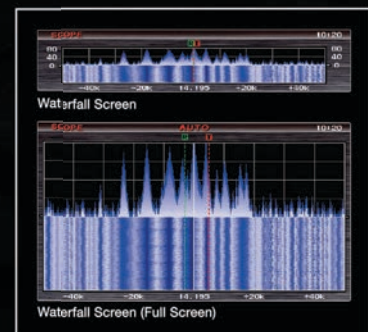 SCOPE 10:20
80 80
40 40
0 0
-40k -20k 14.195 +20k +40k
Waterfall Screen
SCOPE AUTO 10:20
-40k -20k 14.195 +20k +40k
Waterfall Screen (Full Screen)